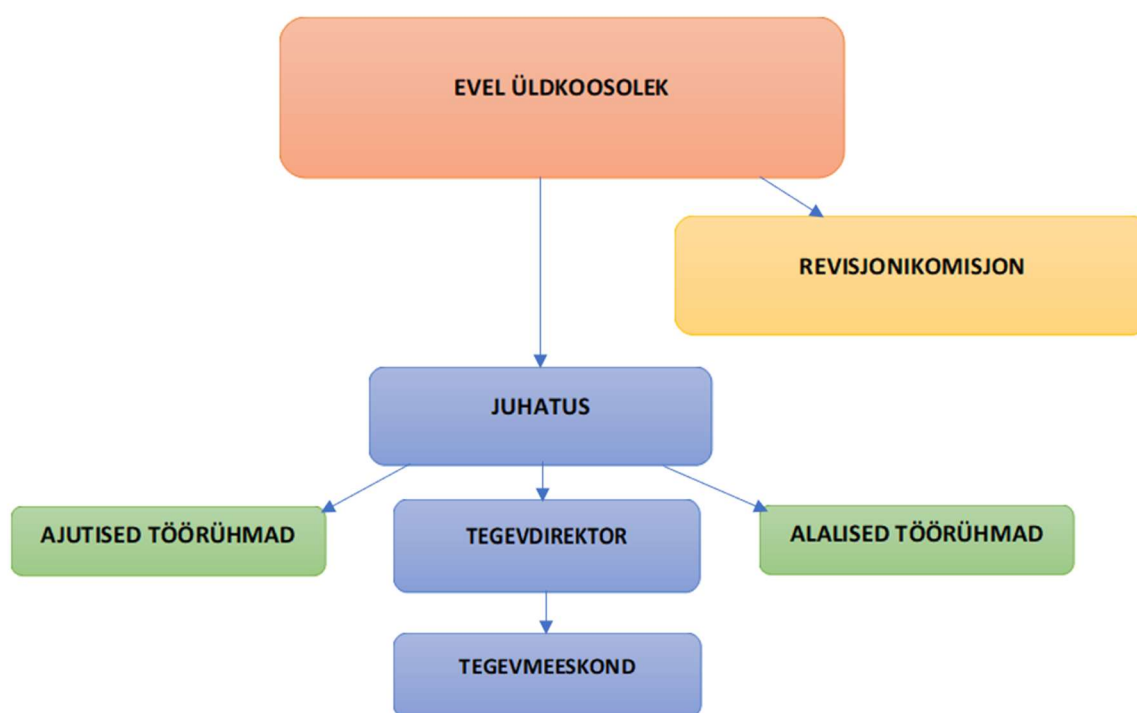 EVEL ÜLDKOOSOLEK
REVISJONIKOMISJON
JUHATUS
AJUTISED TÖÖRÜHMAD
TEGEVDIREKTOR
ALALISED TÖÖRÜHMAD
TEGEVMEESKOND